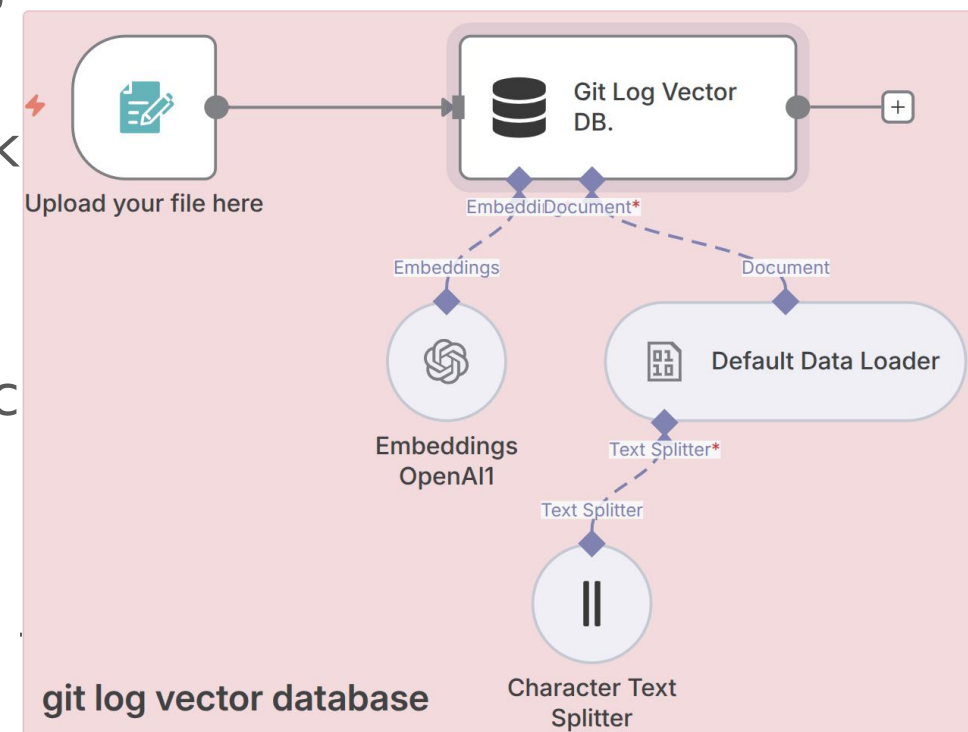 Git Log Vector
DB.
Upload your file here
Document*
Embeddings
Document
Default Data Loader
Embeddings
OpenAI1
Text Splitter*
Text Splitter
Character Text
Splitter
git log vector database